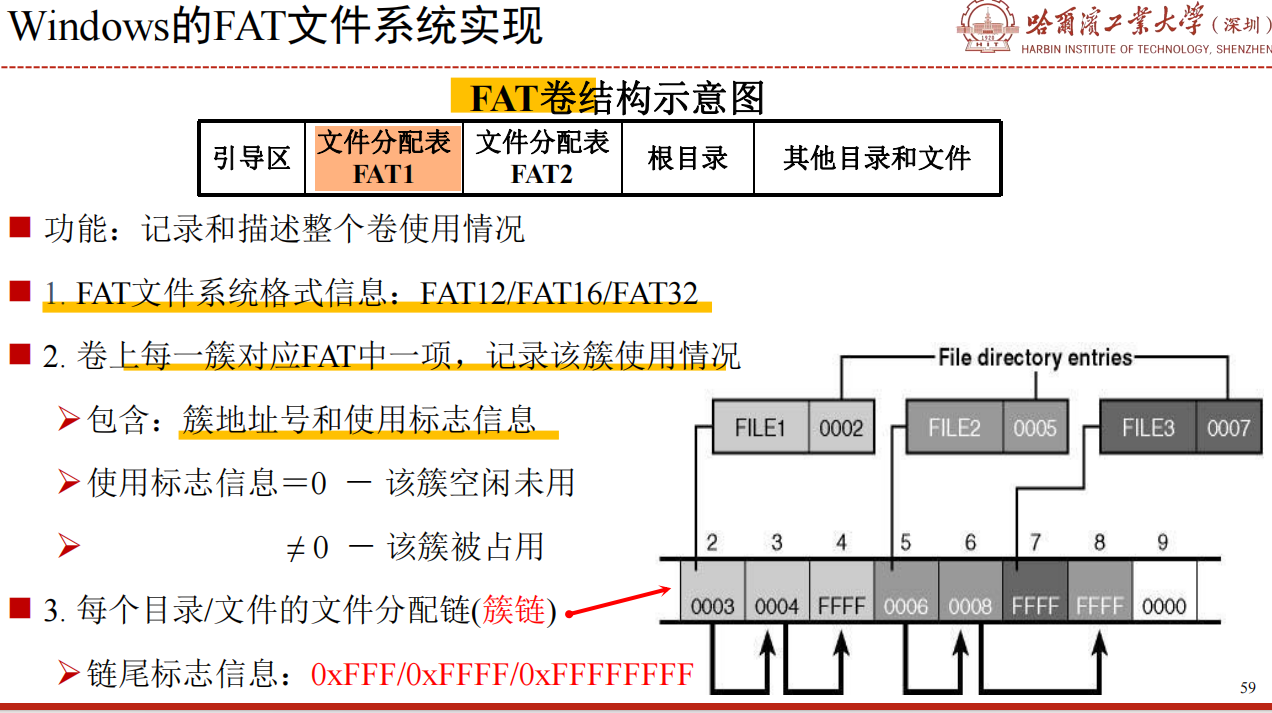 Windows的FAT文件系统实现
哈爾濱工業大學(深圳)
HARBIN INSTITUTE OF TECHNOLOGY, SHENZHEN
FAT卷结构示意图
引导区 文件分配表 FAT1 文件分配表 FAT2 根目录 其他目录和文件
功能：记录和描述整个卷使用情况
1. FAT文件系统格式信息：FAT12/FAT16/FAT32
2. 卷上每一簇对应FAT中一项，记录该簇使用情况
包含：簇地址号和使用标志信息
使用标志信息＝0 － 该簇空闲未用
≠0 － 该簇被占用
3. 每个目录/文件的文件分配链(簇链)
链尾标志信息：0xFFF/0xFFFF/0xFFFFFFFF
File directory entries
FILE1 0002 FILE2 0005 FILE3 0007
2 3 4 5 6 7 8 9
0003 0004 FFFF 0006 0008 FFFF FFFF 0000
59